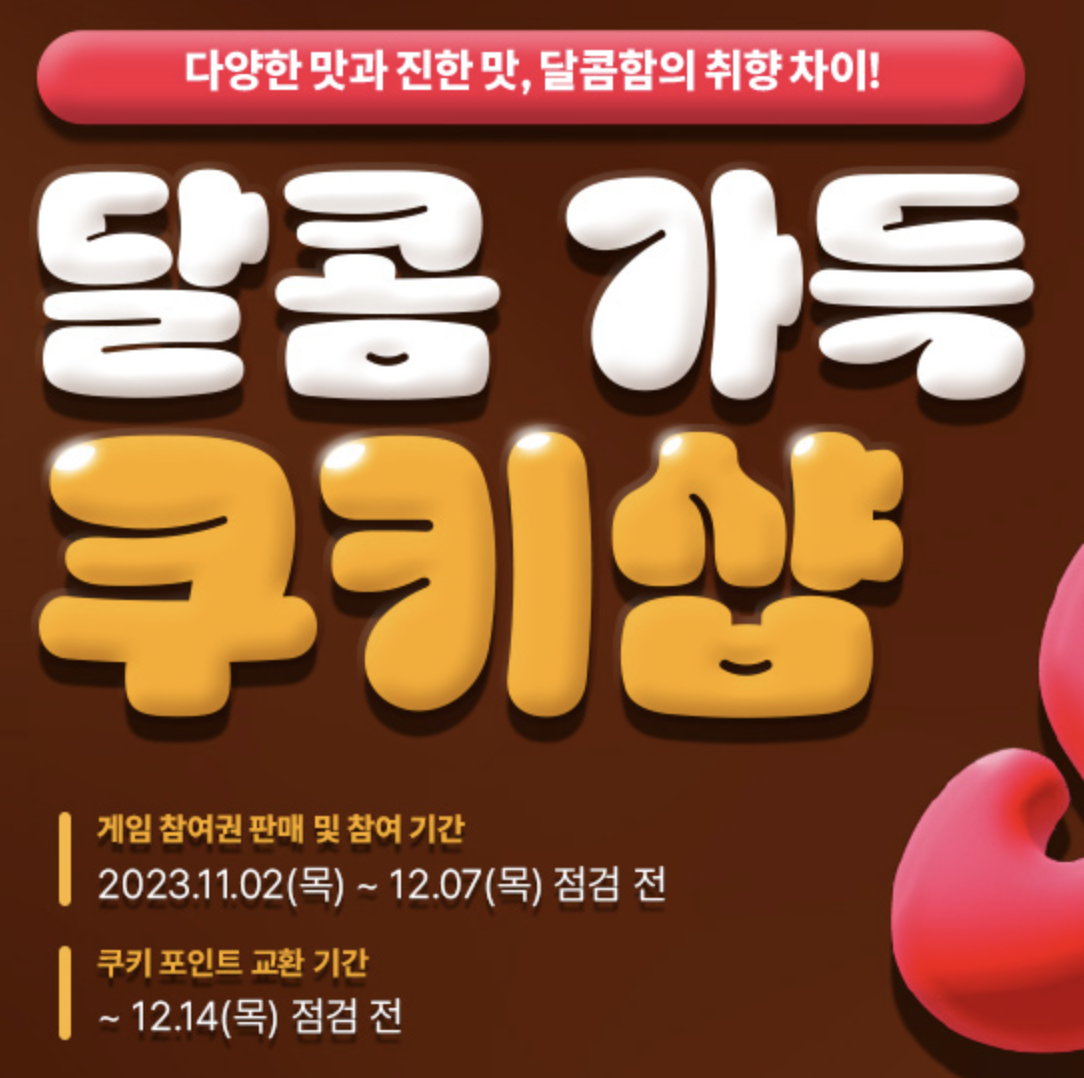 다양한 맛과 진한 맛, 달콤함의 취향 차이!
달콤 가득
쿠키샵
게임 참여권 판매 및 참여 기간
2023.11.02(목) ~ 12.07(목) 점검 전
쿠키 포인트 교환 기간
~ 12.14(목) 점검 전